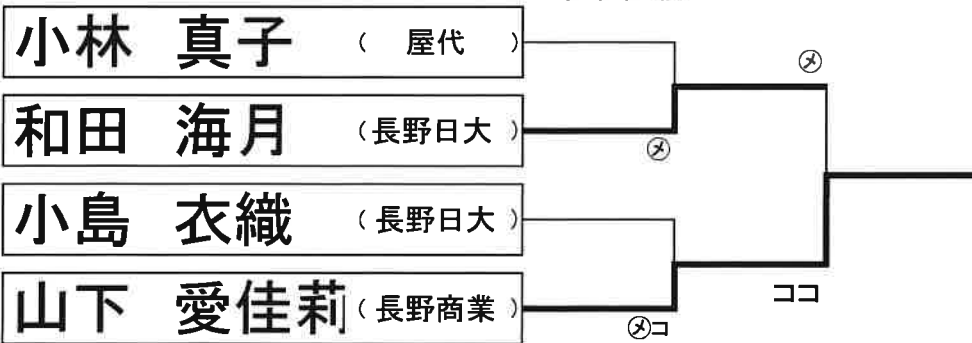 小林 真子 （ 屋代 ）
㋱
和田 海月 （長野日大）
㋱
小島 衣織 （長野日大）
山下 愛佳莉（長野商業）
ココ
㋱コ